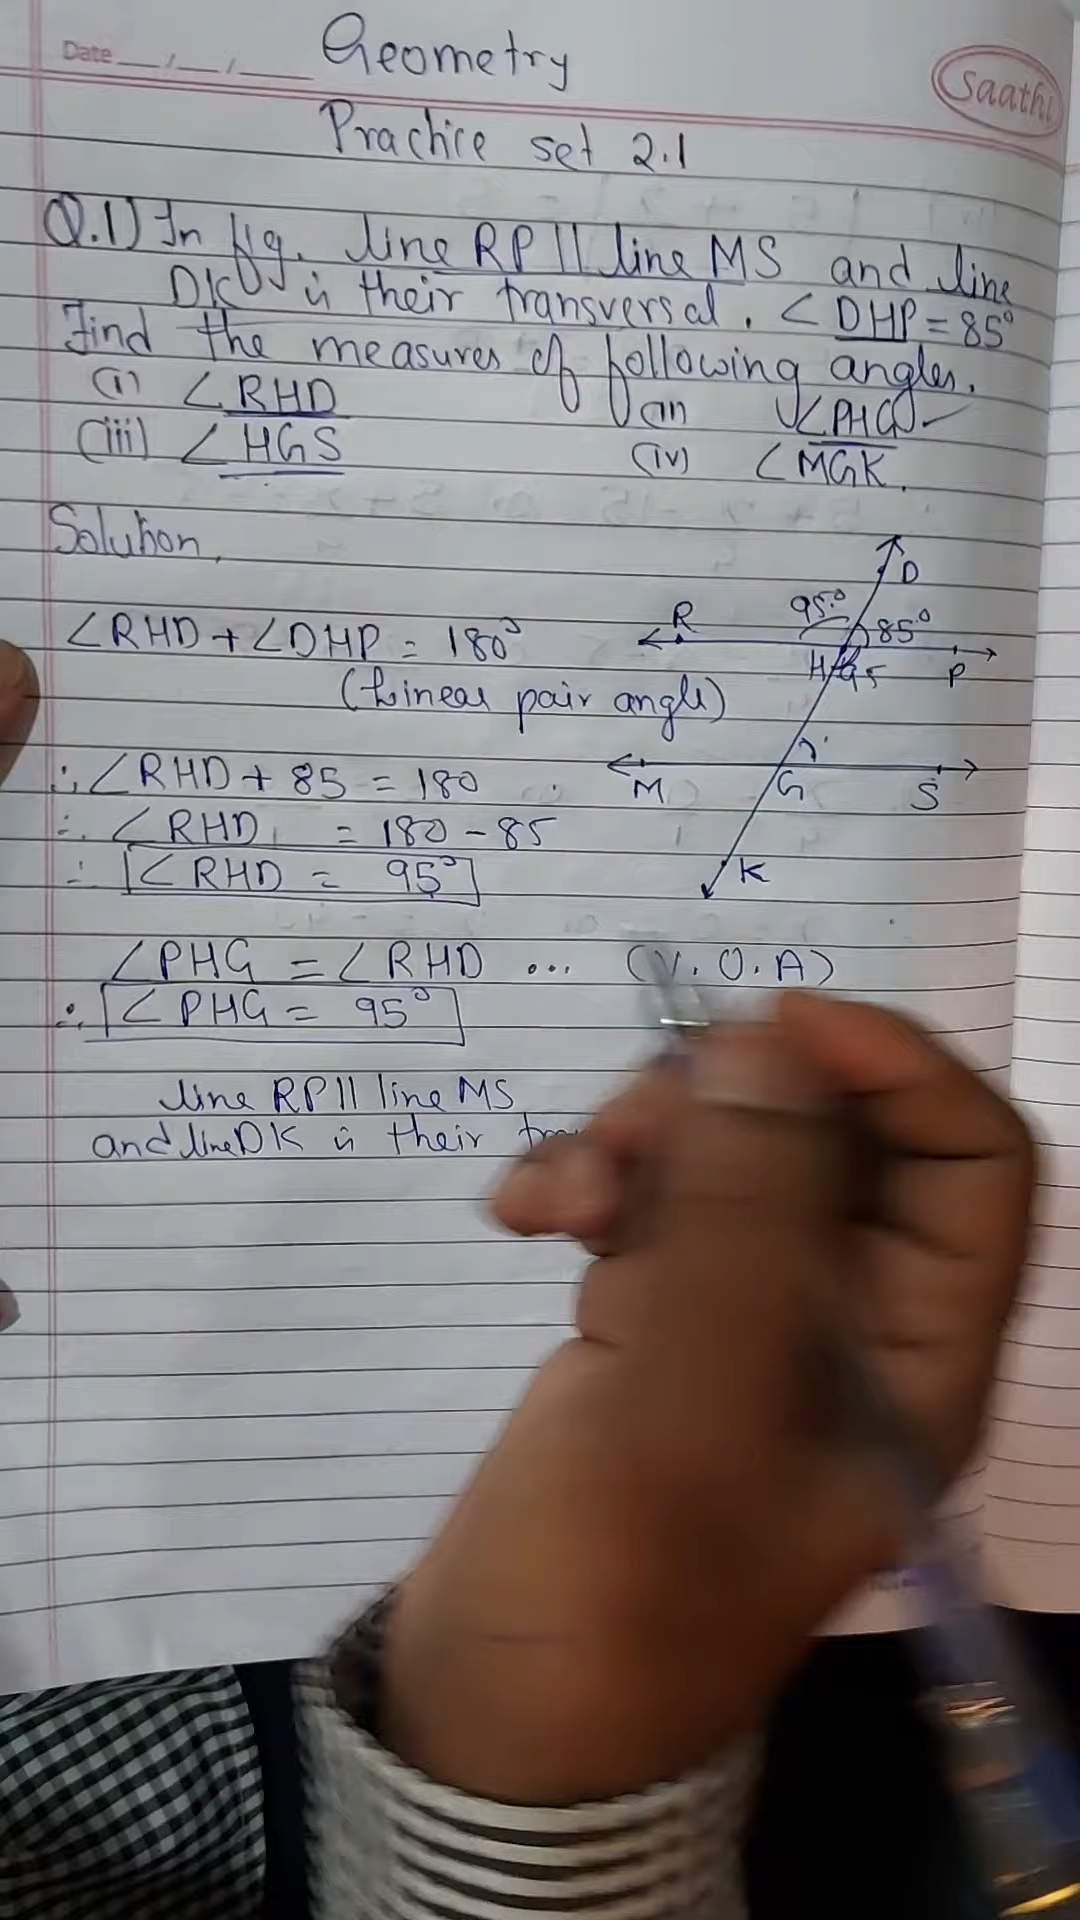 Date __/__/____ Geometry
Saathi
Practice set 2.1
Q.1) In fig. line RP || line MS and line
DK is their transversal. ∠DHP = 85°
Find the measures of following angles.
(i) ∠RHD (ii) ∠PHG
(iii) ∠HGS (iv) ∠MGK.
Solution,
∠RHD + ∠DHP = 180°
(Linear pair angle)
∴ ∠RHD + 85 = 180
∴ ∠RHD = 180 - 85
∴ ∠RHD = 95°
D
95°
R
85°
H
95
P
M
G
S
K
∠PHG = ∠RHD ... (V.O.A)
∴ ∠PHG = 95°
line RP || line MS
and line DK is their